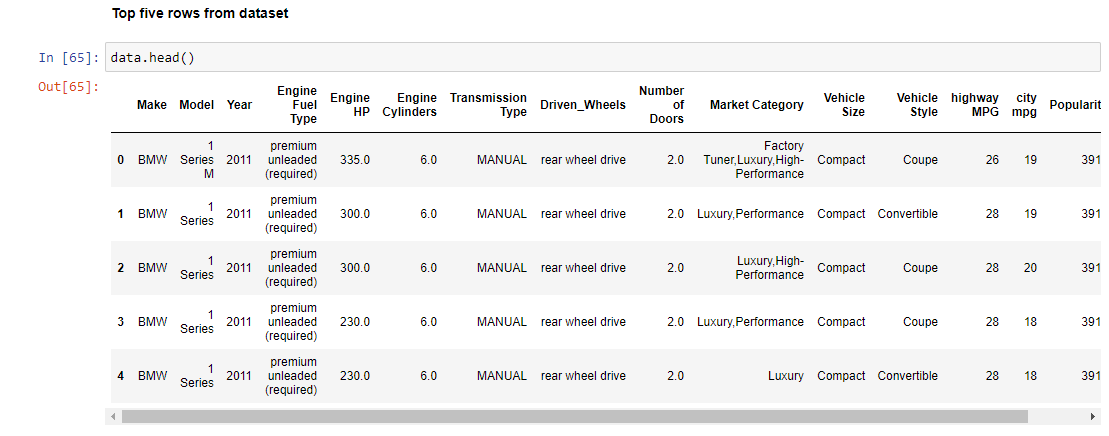 Top five rows from dataset
In [65]: data.head()
Out[65]:
Make Model Year Engine Fuel Type Engine HP Engine Cylinders Transmission Type Driven_Wheels Number of Doors Market Category Vehicle Size Vehicle Style highway MPG city mpg Popularit
0 BMW 1 Series M 2011 premium unleaded (required) 335.0 6.0 MANUAL rear wheel drive 2.0 Factory Tuner,Luxury,High-Performance Compact Coupe 26 19 391
1 BMW 1 Series 2011 premium unleaded (required) 300.0 6.0 MANUAL rear wheel drive 2.0 Luxury,Performance Compact Convertible 28 19 391
2 BMW 1 Series 2011 premium unleaded (required) 300.0 6.0 MANUAL rear wheel drive 2.0 Luxury,High-Performance Compact Coupe 28 20 391
3 BMW 1 Series 2011 premium unleaded (required) 230.0 6.0 MANUAL rear wheel drive 2.0 Luxury,Performance Compact Coupe 28 18 391
4 BMW 1 Series 2011 premium unleaded (required) 230.0 6.0 MANUAL rear wheel drive 2.0 Luxury Compact Convertible 28 18 391